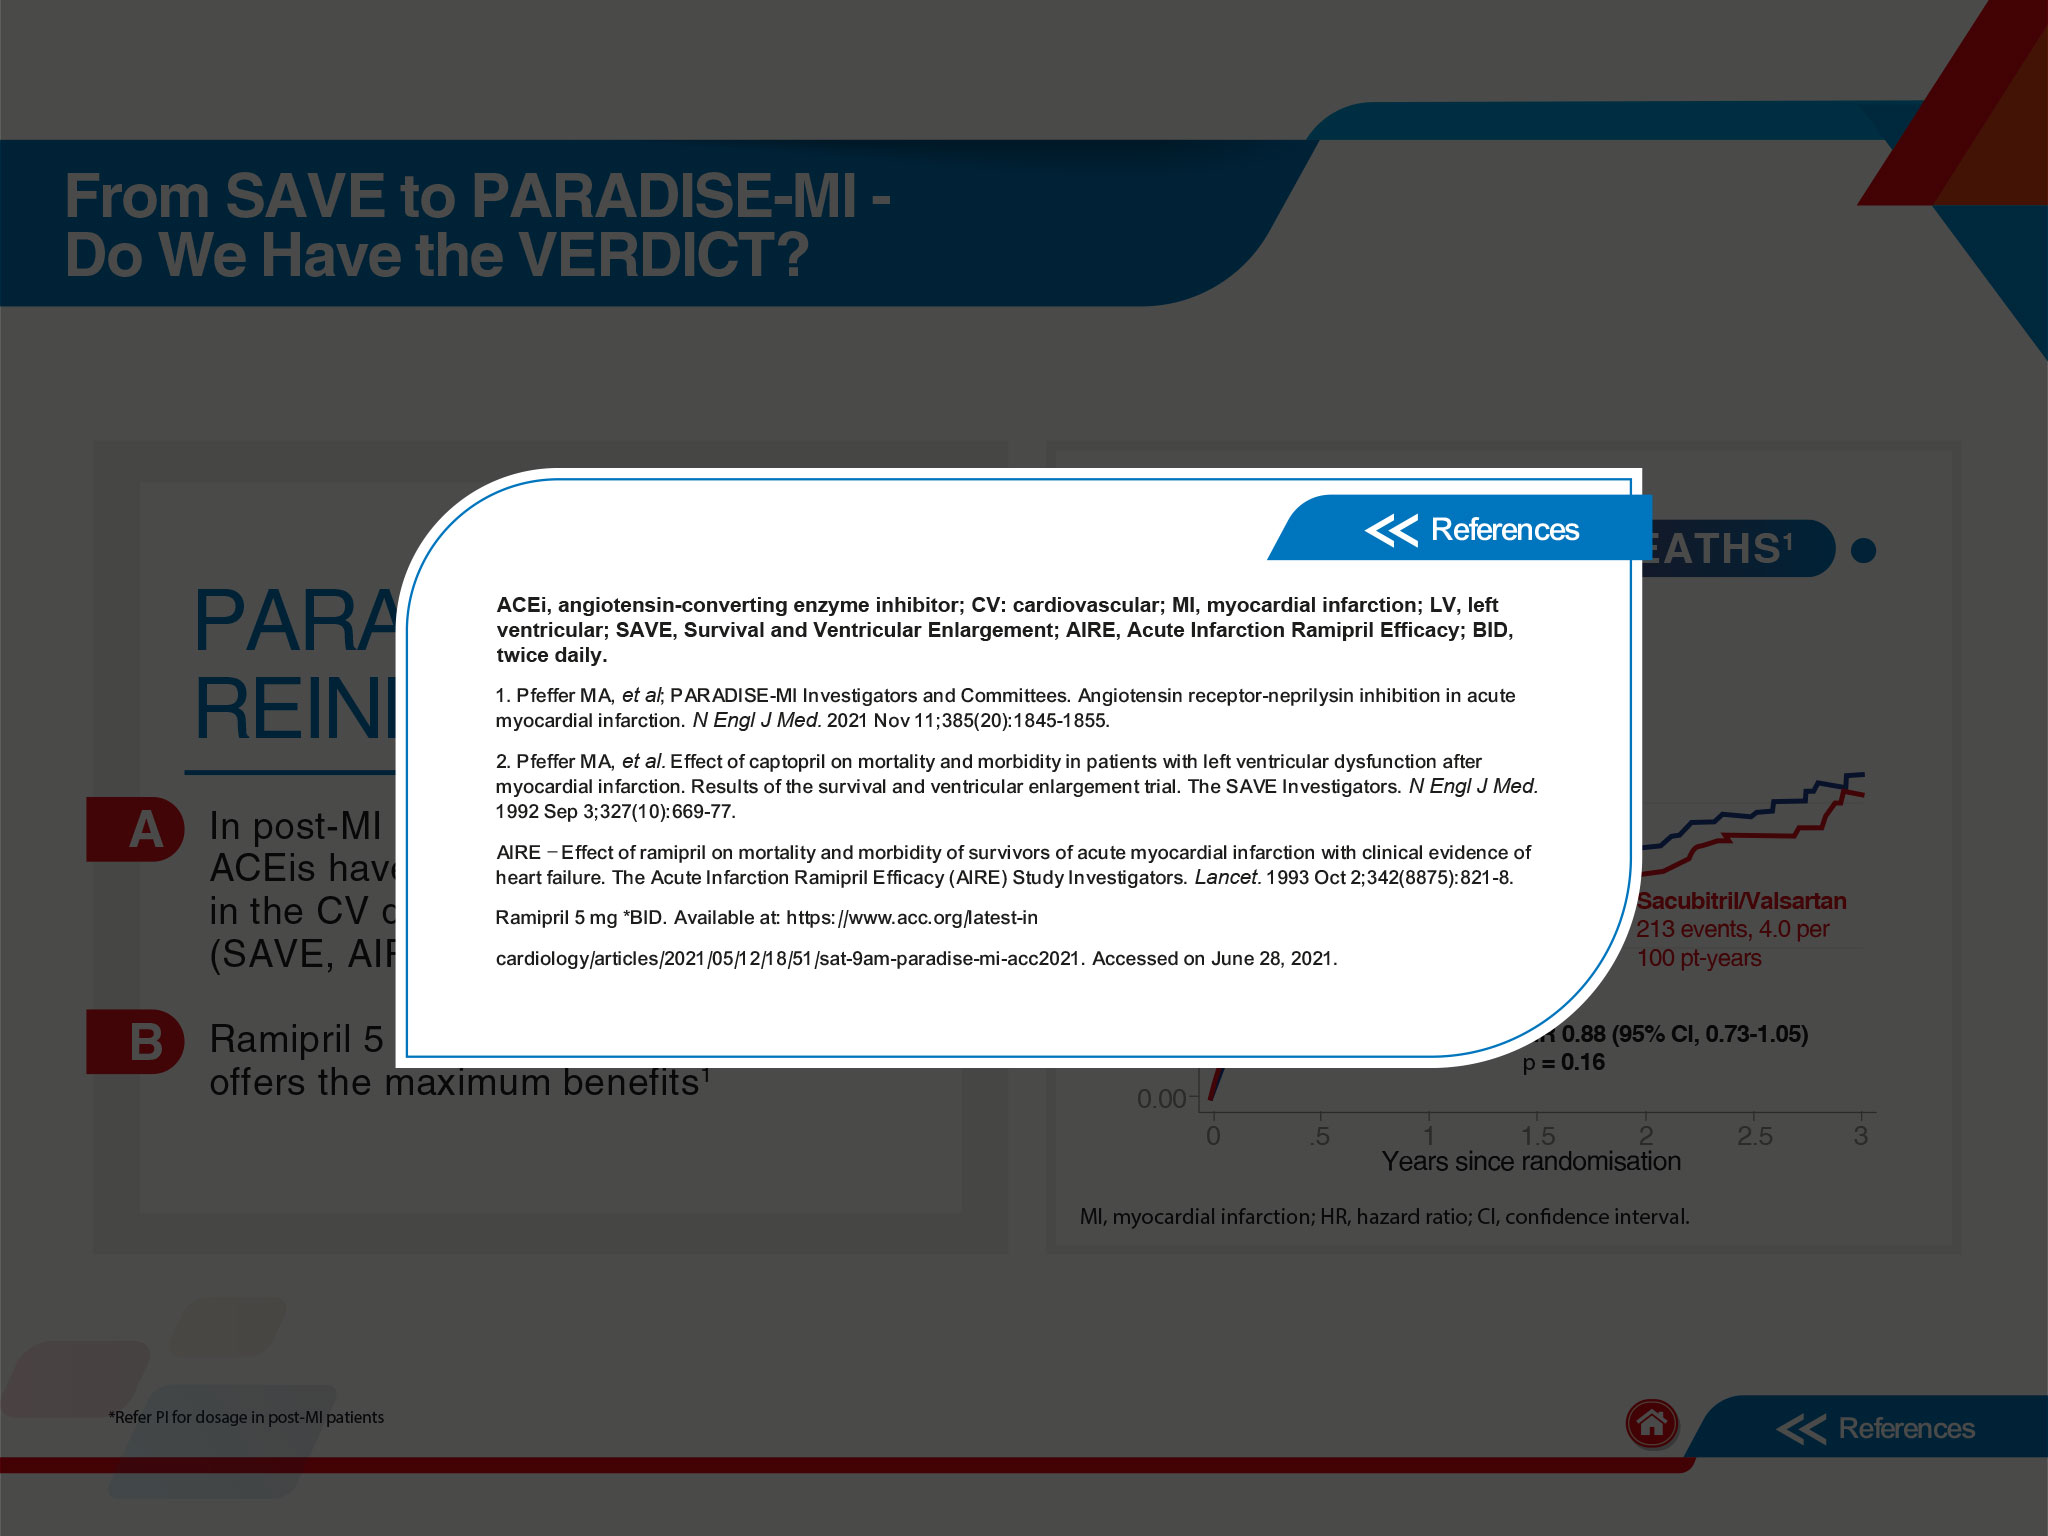 From SAVE to PARADISE-MI -
Do We Have the VERDICT?
References
ACEi, angiotensin-converting enzyme inhibitor; CV: cardiovascular; MI, myocardial infarction; LV, left
ventricular; SAVE, Survival and Ventricular Enlargement; AIRE, Acute Infarction Ramipril Efficacy; BID,
twice daily.
1. Pfeffer MA, et al; PARADISE-MI Investigators and Committees. Angiotensin receptor-neprilysin inhibition in acute
myocardial infarction. N Engl J Med. 2021 Nov 11;385(20):1845-1855.
2. Pfeffer MA, et al. Effect of captopril on mortality and morbidity in patients with left ventricular dysfunction after
myocardial infarction. Results of the survival and ventricular enlargement trial. The SAVE Investigators. N Engl J Med.
1992 Sep 3;327(10):669-77.
AIRE – Effect of ramipril on mortality and morbidity of survivors of acute myocardial infarction with clinical evidence of
heart failure. The Acute Infarction Ramipril Efficacy (AIRE) Study Investigators. Lancet. 1993 Oct 2;342(8875):821-8.
Ramipril 5 mg *BID. Available at: https://www.acc.org/latest-in
cardiology/articles/2021/05/12/18/51/sat-9am-paradise-mi-acc2021. Accessed on June 28, 2021.
A
In post-MI
ACEis
in the CV
(SAVE,
B
Ramipril 5
offers the maximum benefits¹
Sacubitril/Valsartan
213 events, 4.0 per
100 pt-years
0.88 (95% CI, 0.73-1.05)
p = 0.16
0.00
0 .5 1 1.5 2 2.5 3
Years since randomisation
MI, myocardial infarction; HR, hazard ratio; CI, confidence interval.
*Refer PI for dosage in post-MI patients
References